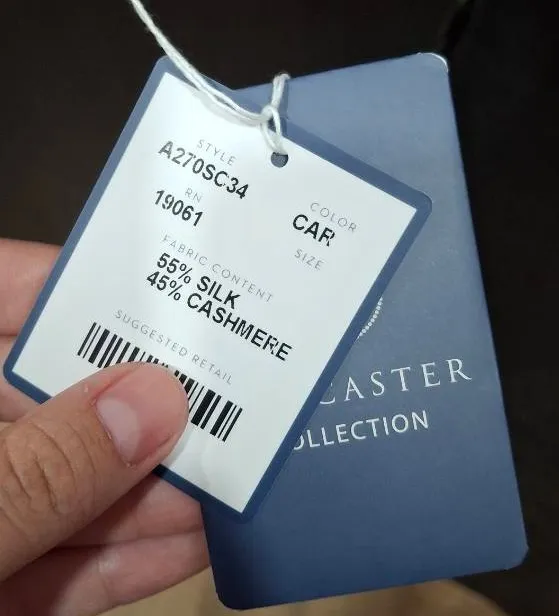 STYLE
A270SC34
RN
19061
COLOR
CAR
SIZE
FABRIC CONTENT
55% SILK
45% CASHMERE
SUGGESTED RETAIL
CASTER
OLLECTION